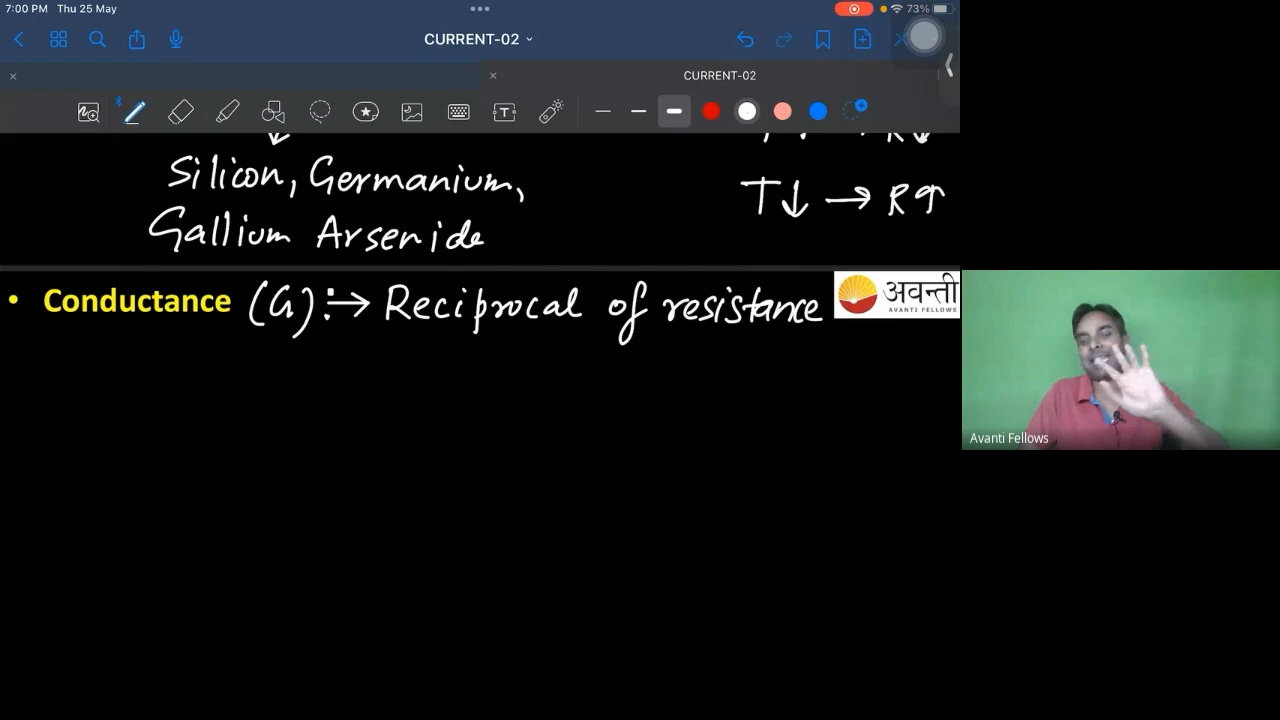 7:00 PM Thu 25 May
73%
CURRENT-02
CURRENT-02
T
Silicon, Germanium,
T↓ → R↑
Gallium Arsenide
• Conductance (G):→ Reciprocal of resistance
अवन्ती
AVANTI FELLOWS
Avanti Fellows